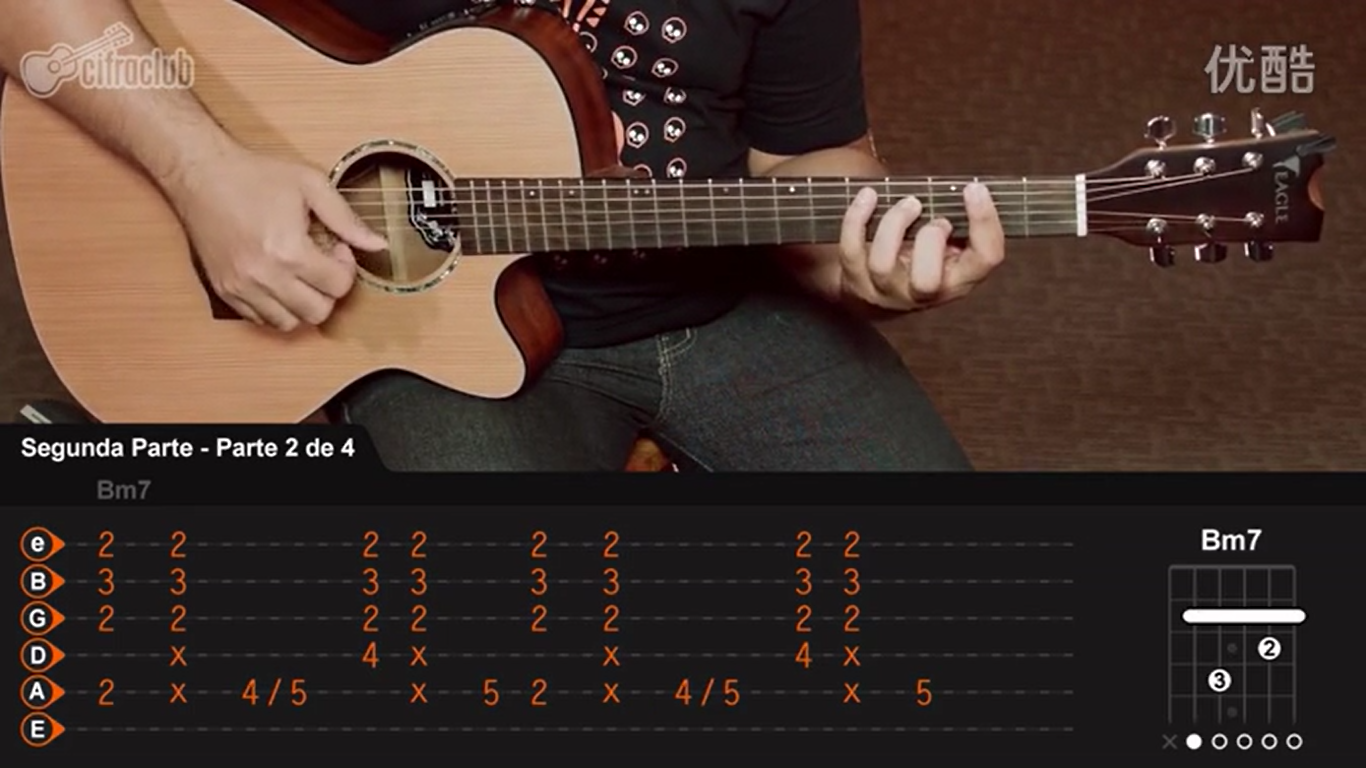 cifraclub
优酷
EAGLE
Segunda Parte - Parte 2 de 4
Bm7
e 2 2 2 2 2 2 2 2
B 3 3 3 3 3 3 3 3
G 2 2 2 2 2 2 2 2
D x 4 x x 4 x
A 2 x 4 / 5 x 5 2 x 4 / 5 x 5
E
Bm7
2
3
x